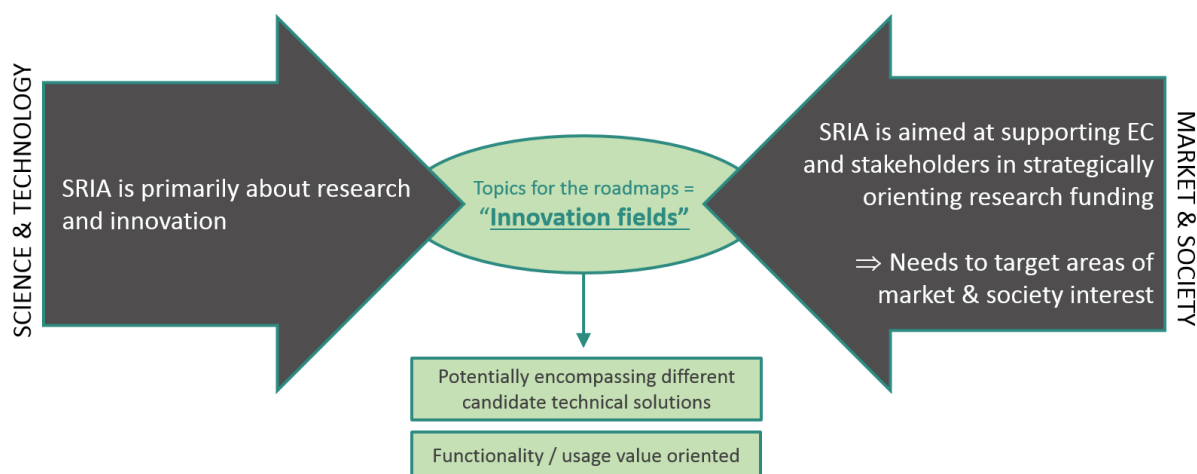 SCIENCE & TECHNOLOGY
SRIA is primarily about research
and innovation
Topics for the roadmaps =
“Innovation fields”
SRIA is aimed at supporting EC
and stakeholders in strategically
orienting research funding
⇒ Needs to target areas of
market & society interest
MARKET & SOCIETY
Potentially encompassing different
candidate technical solutions
Functionality / usage value oriented